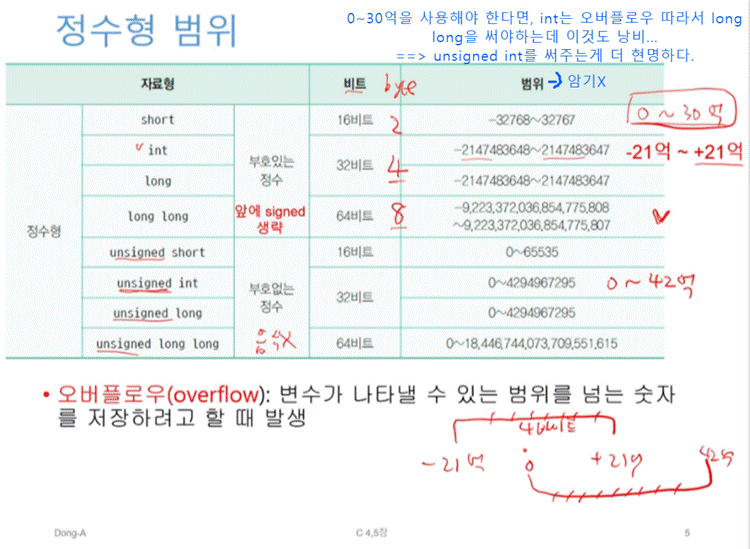 정수형 범위
0~30억을 사용해야 한다면, int는 오버플로우 따라서 long
long을 써야하는데 이것도 낭비...
==> unsigned int를 써주는게 더 현명하다.
자료형 비트 byte 범위 → 암기X
0 ~ 30억
short 16비트 2 -32768~32767
int 32비트 4 -2147483648~2147483647 -21억 ~ +21억
부호있는
정수
long -2147483648~2147483647
앞에 signed
생략
long long 64비트 8 -9,223,372,036,854,775,808
~9,223,372,036,854,775,807
정수형
unsigned short 16비트 0~65535
unsigned int 32비트 0~4294967295 0 ~ 42억
부호없는
정수
unsigned long 0~4294967295
음수X
unsigned long long 64비트 0~18,446,744,073,709,551,615
• 오버플로우(overflow): 변수가 나타낼 수 있는 범위를 넘는 숫자
를 저장하려고 할 때 발생
4바이트
-21억 0 +21억 42억
Dong-A C 4,5장 5